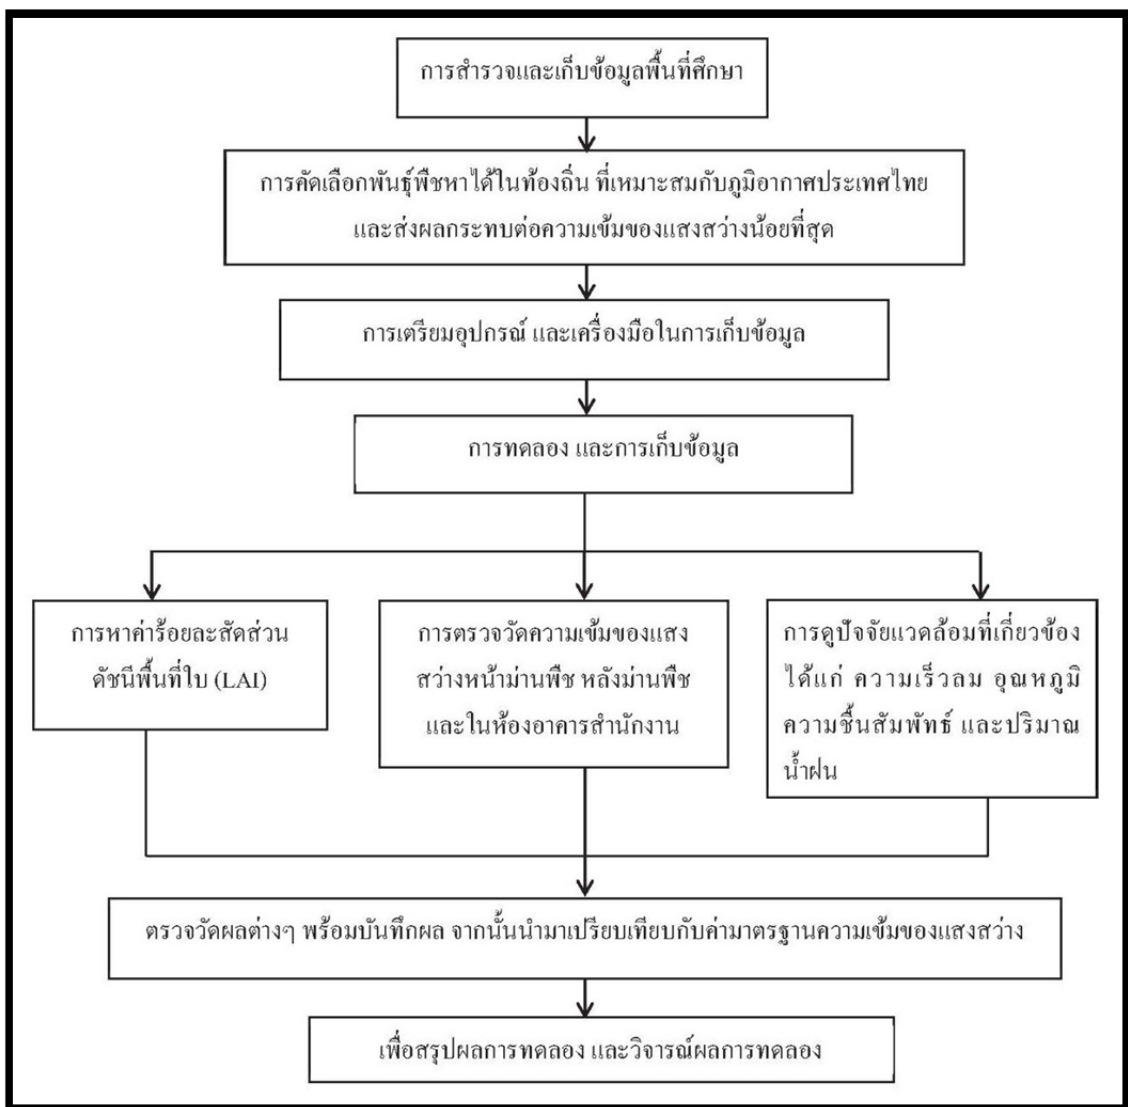 การสำรวจและเก็บข้อมูลพื้นที่ศึกษา
การคัดเลือกพันธุ์พืชหาได้ในท้องถิ่น ที่เหมาะสมกับภูมิอากาศประเทศไทย
และส่งผลกระทบต่อความเข้มของแสงสว่างน้อยที่สุด
การเตรียมอุปกรณ์ และเครื่องมือในการเก็บข้อมูล
การทดลอง และการเก็บข้อมูล
การหาค่าร้อยละสัดส่วน
ดัชนีพื้นที่ใบ (LAI)
การตรวจวัดความเข้มของแสง
สว่างหน้าม่านพืช หลังม่านพืช
และในห้องอาคารสำนักงาน
การดูปัจจัยแวดล้อมที่เกี่ยวข้อง
ได้แก่ ความเร็วลม อุณหภูมิ
ความชื้นสัมพัทธ์ และปริมาณ
น้ำฝน
ตรวจวัดผลต่างๆ พร้อมบันทึกผล จากนั้นนำมาเปรียบเทียบกับค่ามาตรฐานความเข้มของแสงสว่าง
เพื่อสรุปผลการทดลอง และวิจารณ์ผลการทดลอง